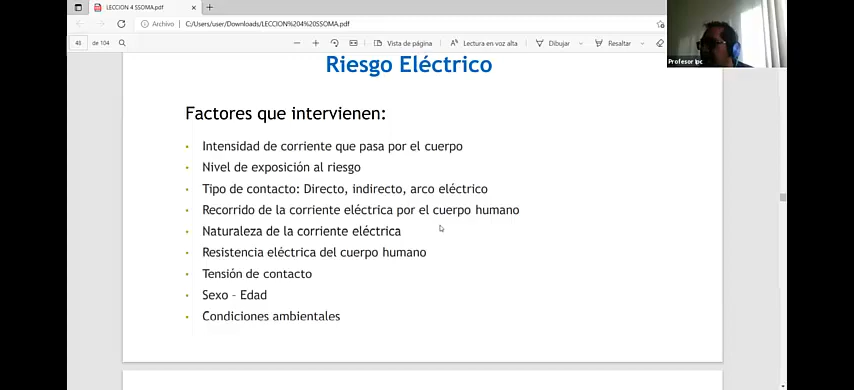 LECCION 4 SSOMA.pdf
Archivo
C:/Users/user/Downloads/LECCION%204%20SSOMA.pdf
48 de 104
Vista de página
Lectura en voz alta
Dibujar
Resaltar
Profesor Ipc
Riesgo Eléctrico
Factores que intervienen:
• Intensidad de corriente que pasa por el cuerpo
• Nivel de exposición al riesgo
• Tipo de contacto: Directo, indirecto, arco eléctrico
• Recorrido de la corriente eléctrica por el cuerpo humano
• Naturaleza de la corriente eléctrica
• Resistencia eléctrica del cuerpo humano
• Tensión de contacto
• Sexo - Edad
• Condiciones ambientales